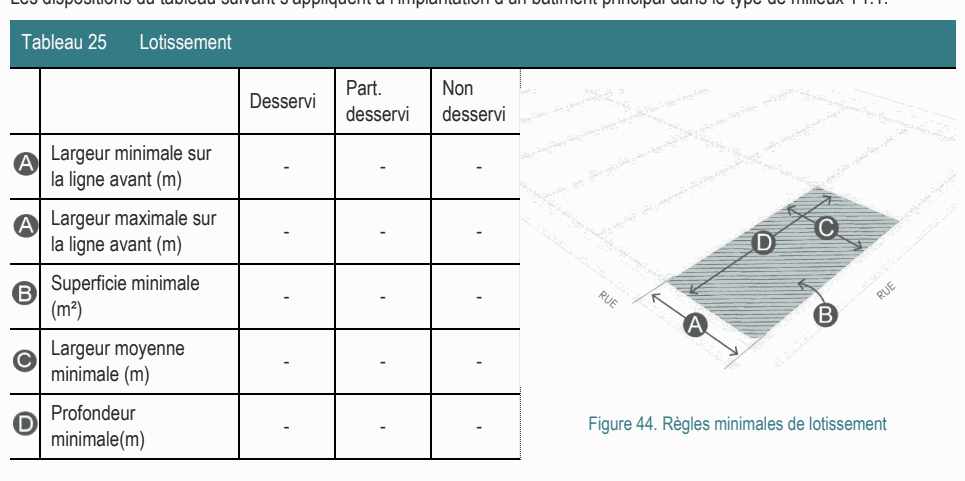 Les dispositions du tableau suivant s'appliquent à l'implantation d'un bâtiment principal dans le type de milieux T1.1.
Tableau 25 Lotissement
Desservi
Part.
desservi
Non
desservi
A Largeur minimale sur
la ligne avant (m) - - -
A Largeur maximale sur
la ligne avant (m) - - -
B Superficie minimale
(m²) - - -
C Largeur moyenne
minimale (m) - - -
D Profondeur
minimale(m) - - -
D
C
RUE
A
B
RUE
Figure 44. Règles minimales de lotissement